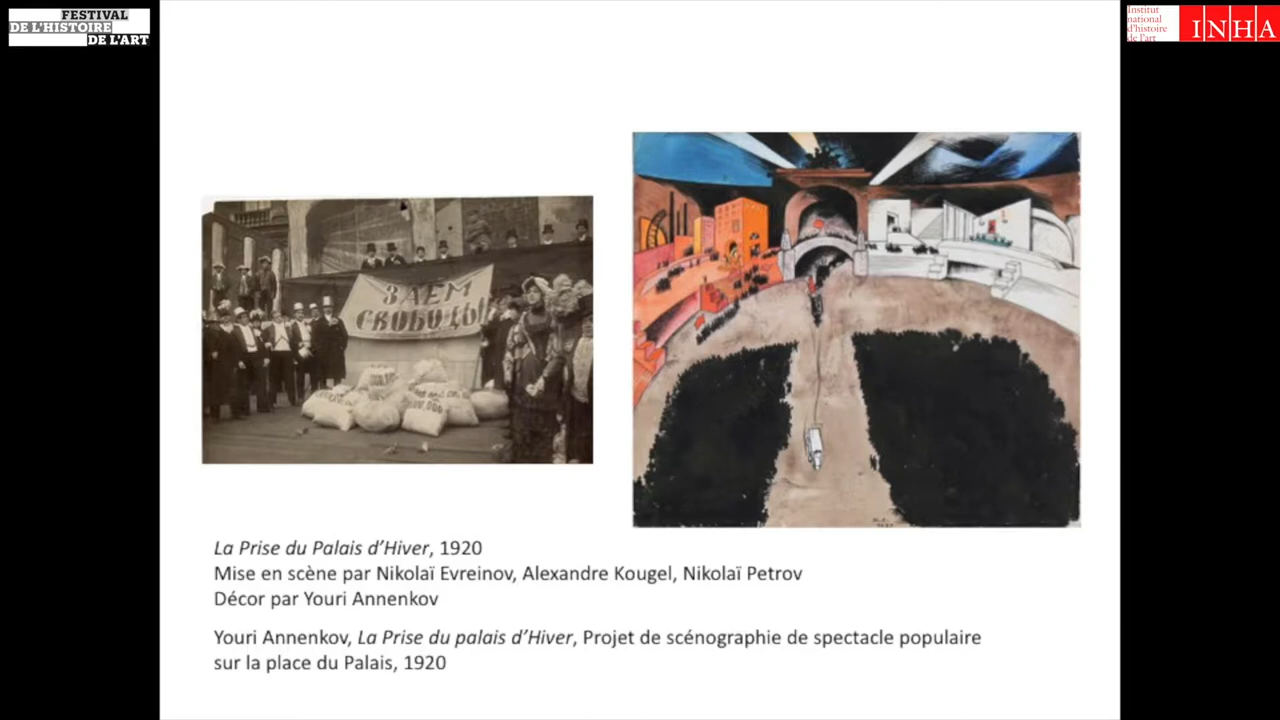 FESTIVAL
DE L'HISTOIRE
DE L'ART
Institut
national
d'histoire
de l'art
INHA
ЗАЕМ
СВОБОДЫ
La Prise du Palais d'Hiver, 1920
Mise en scène par Nikolaï Evreinov, Alexandre Kougel, Nikolaï Petrov
Décor par Youri Annenkov
Youri Annenkov, La Prise du palais d'Hiver, Projet de scénographie de spectacle populaire
sur la place du Palais, 1920